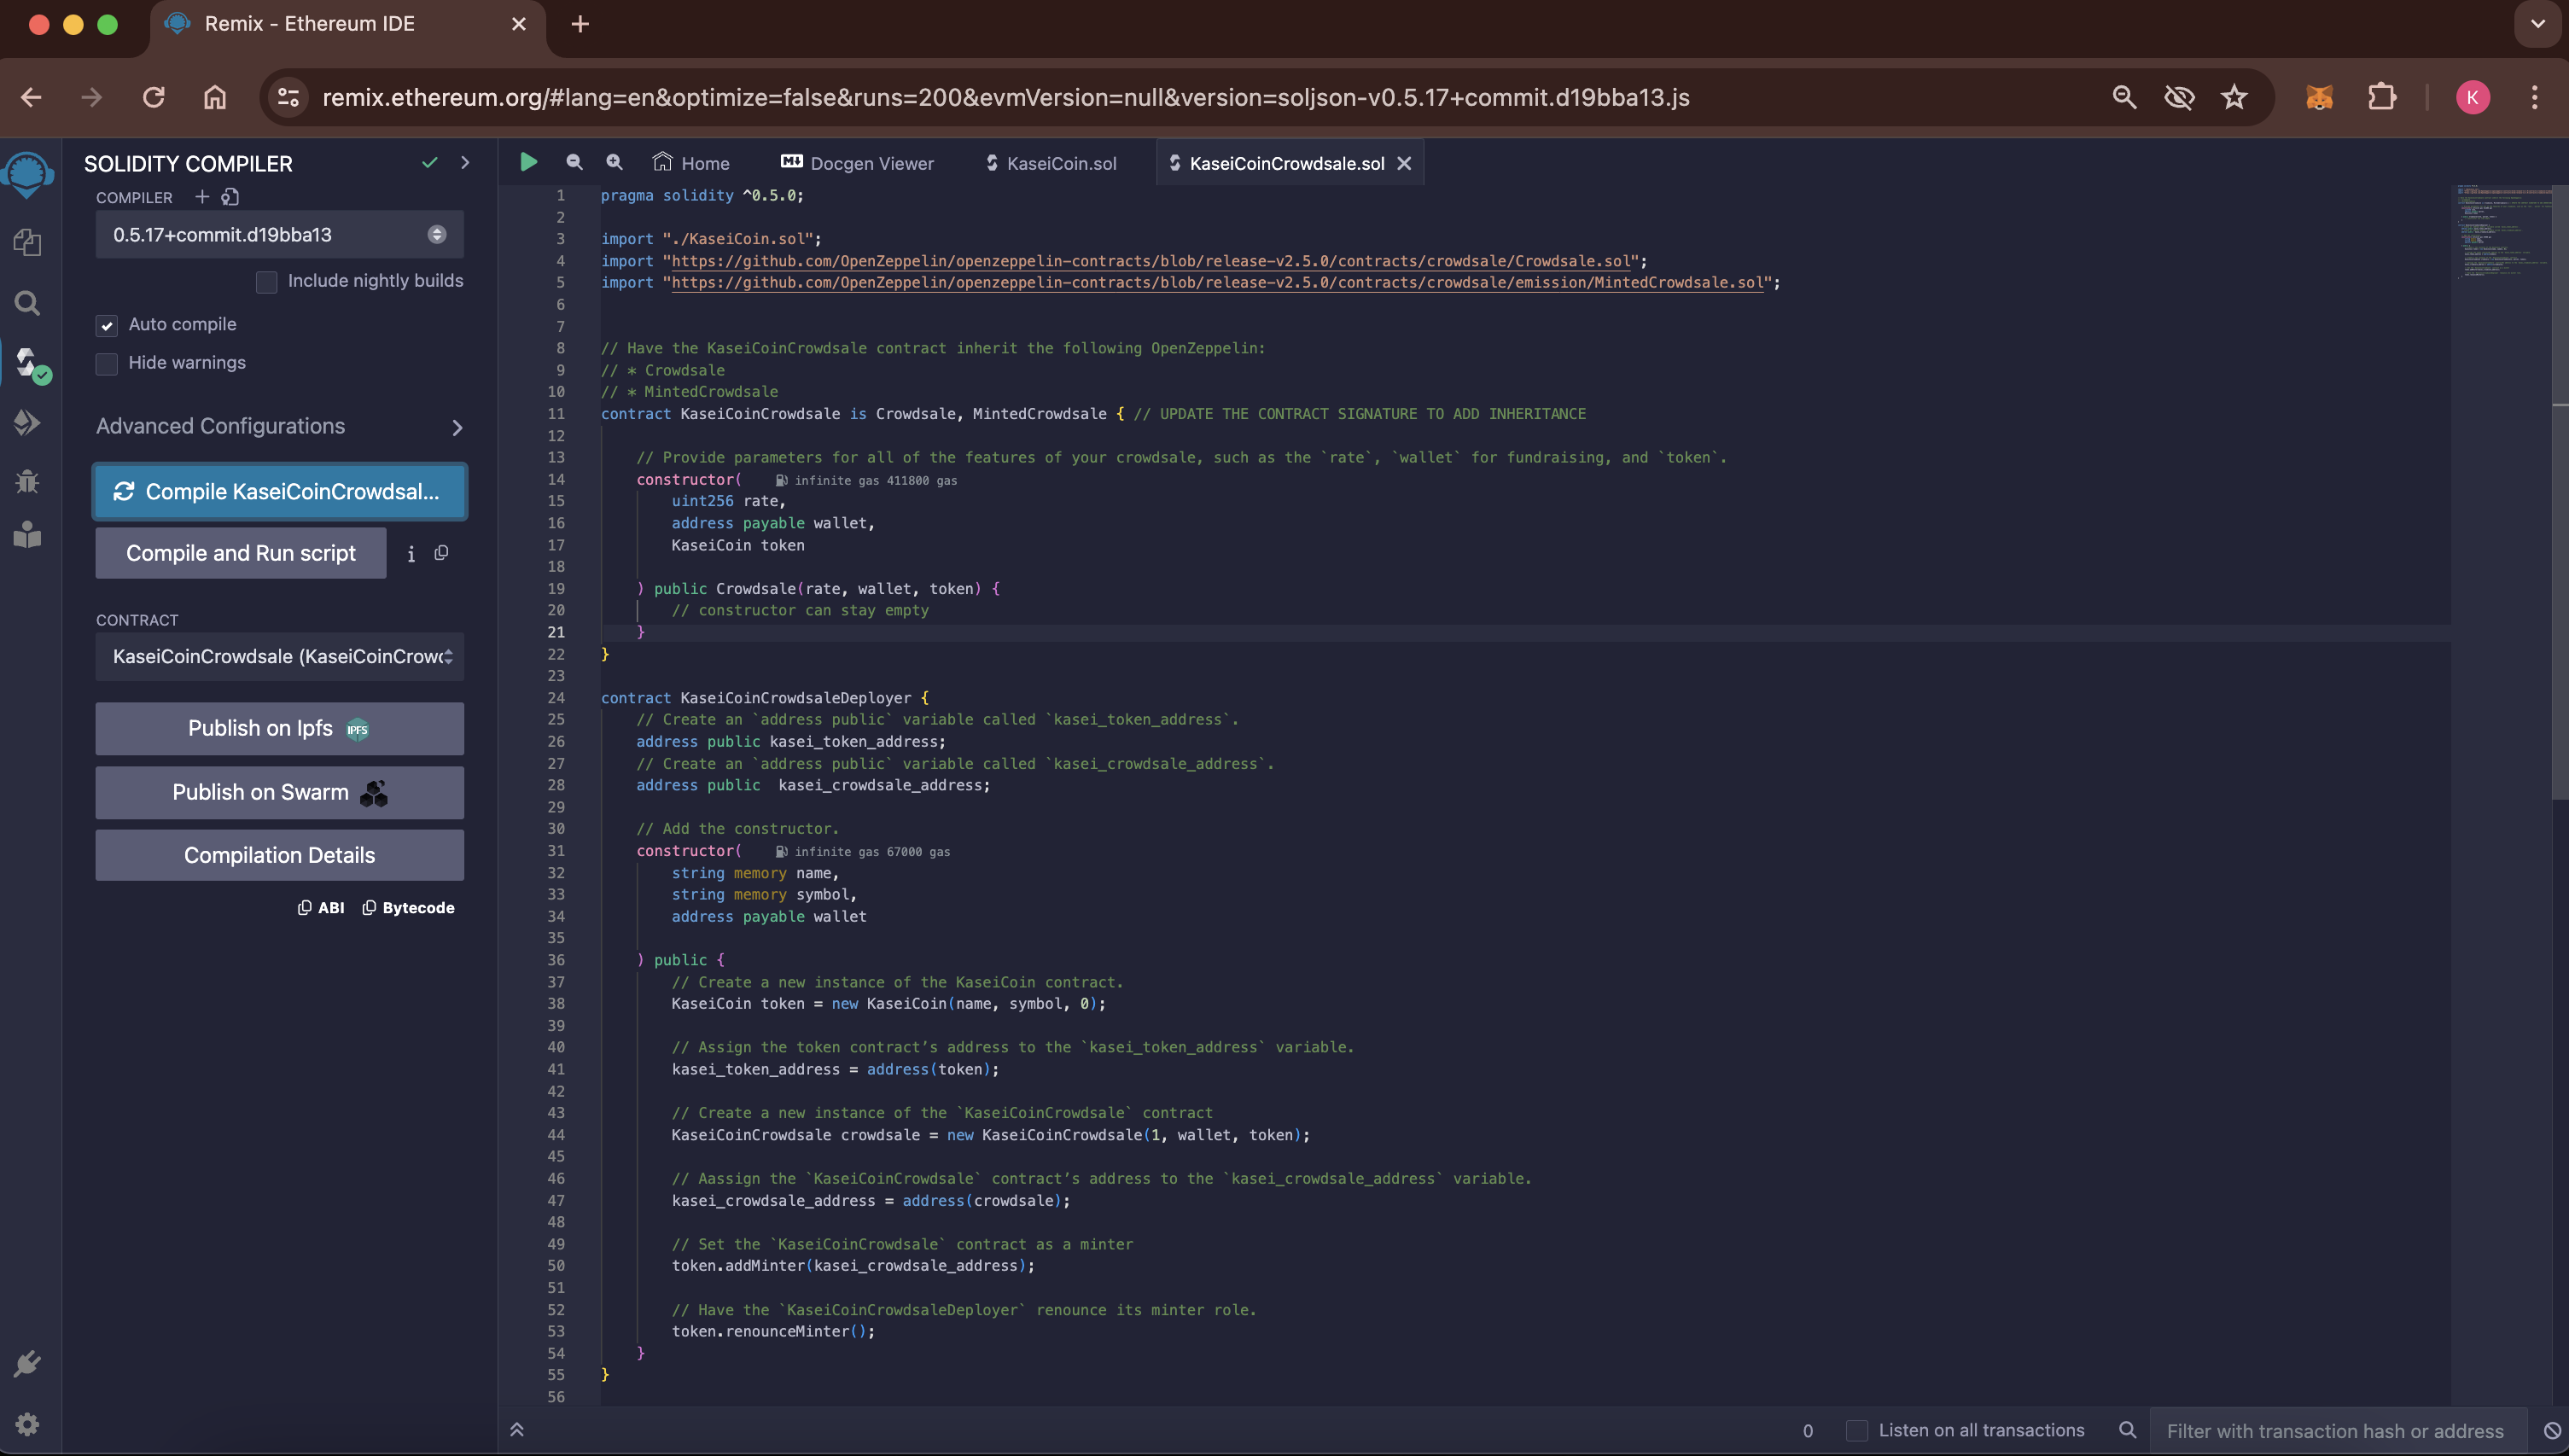 Remix - Ethereum IDE
remix.ethereum.org/#lang=en&optimize=false&runs=200&evmVersion=null&version=soljson-v0.5.17+commit.d19bba13.js
K
SOLIDITY COMPILER
COMPILER
0.5.17+commit.d19bba13
Include nightly builds
Auto compile
Hide warnings
Advanced Configurations
Compile KaseiCoinCrowdsal...
Compile and Run script
i
CONTRACT
KaseiCoinCrowdsale (KaseiCoinCrow
Publish on Ipfs IPFS
Publish on Swarm
Compilation Details
ABI Bytecode
Home Docgen Viewer KaseiCoin.sol KaseiCoinCrowdsale.sol
1 pragma solidity ^0.5.0;
2
3 import "./KaseiCoin.sol";
4 import "https://github.com/OpenZeppelin/openzeppelin-contracts/blob/release-v2.5.0/contracts/crowdsale/Crowdsale.sol";
5 import "https://github.com/OpenZeppelin/openzeppelin-contracts/blob/release-v2.5.0/contracts/crowdsale/emission/MintedCrowdsale.sol";
6
7
8 // Have the KaseiCoinCrowdsale contract inherit the following OpenZeppelin:
9 // * Crowdsale
10 // * MintedCrowdsale
11 contract KaseiCoinCrowdsale is Crowdsale, MintedCrowdsale { // UPDATE THE CONTRACT SIGNATURE TO ADD INHERITANCE
12
13 // Provide parameters for all of the features of your crowdsale, such as the `rate`, `wallet` for fundraising, and `token`.
14 constructor( infinite gas 411800 gas
15 uint256 rate,
16 address payable wallet,
17 KaseiCoin token
18
19 ) public Crowdsale(rate, wallet, token) {
20 // constructor can stay empty
21 }
22 }
23
24 contract KaseiCoinCrowdsaleDeployer {
25 // Create an `address public` variable called `kasei_token_address`.
26 address public kasei_token_address;
27 // Create an `address public` variable called `kasei_crowdsale_address`.
28 address public  kasei_crowdsale_address;
29
30 // Add the constructor.
31 constructor( infinite gas 67000 gas
32 string memory name,
33 string memory symbol,
34 address payable wallet
35
36 ) public {
37 // Create a new instance of the KaseiCoin contract.
38 KaseiCoin token = new KaseiCoin(name, symbol, 0);
39
40 // Assign the token contract’s address to the `kasei_token_address` variable.
41 kasei_token_address = address(token);
42
43 // Create a new instance of the `KaseiCoinCrowdsale` contract
44 KaseiCoinCrowdsale crowdsale = new KaseiCoinCrowdsale(1, wallet, token);
45
46 // Aassign the `KaseiCoinCrowdsale` contract’s address to the `kasei_crowdsale_address` variable.
47 kasei_crowdsale_address = address(crowdsale);
48
49 // Set the `KaseiCoinCrowdsale` contract as a minter
50 token.addMinter(kasei_crowdsale_address);
51
52 // Have the `KaseiCoinCrowdsaleDeployer` renounce its minter role.
53 token.renounceMinter();
54 }
55 }
56
0 Listen on all transactions Filter with transaction hash or address